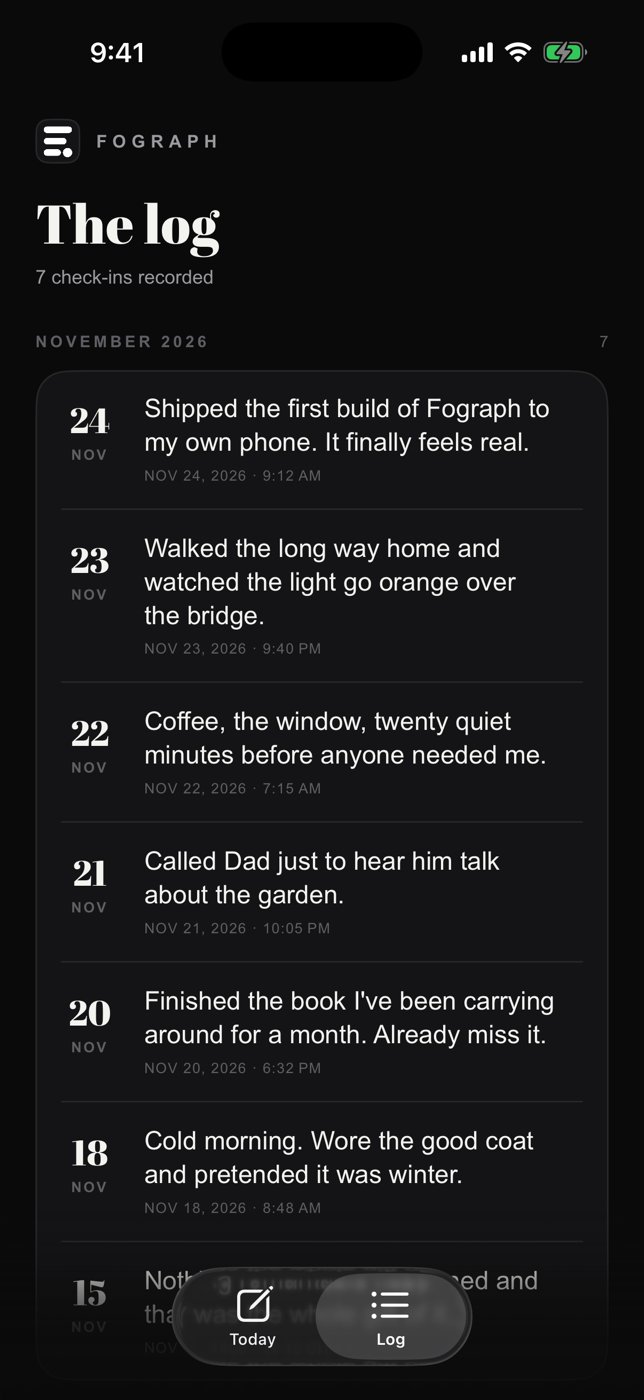 9:41
FOGRAPH
The log
7 check-ins recorded
NOVEMBER 2026 7
24 NOV
Shipped the first build of Fograph to
my own phone. It finally feels real.
NOV 24, 2026 · 9:12 AM
23 NOV
Walked the long way home and
watched the light go orange over
the bridge.
NOV 23, 2026 · 9:40 PM
22 NOV
Coffee, the window, twenty quiet
minutes before anyone needed me.
NOV 22, 2026 · 7:15 AM
21 NOV
Called Dad just to hear him talk
about the garden.
NOV 21, 2026 · 10:05 PM
20 NOV
Finished the book I've been carrying
around for a month. Already miss it.
NOV 20, 2026 · 6:32 PM
18 NOV
Cold morning. Wore the good coat
and pretended it was winter.
NOV 18, 2026 · 8:48 AM
15 NOV
and
NOV
Today
Log